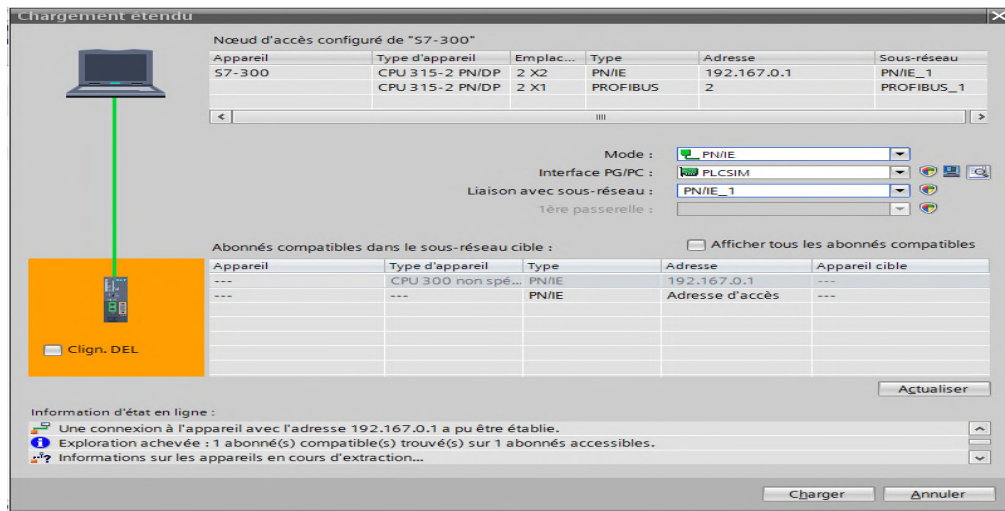 Chargement étendu
Nœud d'accès configuré de "S7-300"
Appareil Type d'appareil Emplac... Type Adresse Sous-réseau
S7-300 CPU 315-2 PN/DP 2 X2 PN/IE 192.167.0.1 PN/IE_1
CPU 315-2 PN/DP 2 X1 PROFIBUS 2 PROFIBUS_1
Mode : PN/IE
Interface PG/PC : PLCSIM
Liaison avec sous-réseau : PN/IE_1
1ère passerelle :
Abonnés compatibles dans le sous-réseau cible : Afficher tous les abonnés compatibles
Appareil Type d'appareil Type Adresse Appareil cible
--- CPU 300 non spé... PN/IE 192.167.0.1 ---
--- --- PN/IE Adresse d'accès ---
Clign. DEL
Actualiser
Information d'état en ligne :
Une connexion à l'appareil avec l'adresse 192.167.0.1 a pu être établie.
Exploration achevée : 1 abonné(s) compatible(s) trouvé(s) sur 1 abonnés accessibles.
Informations sur les appareils en cours d'extraction...
Charger Annuler